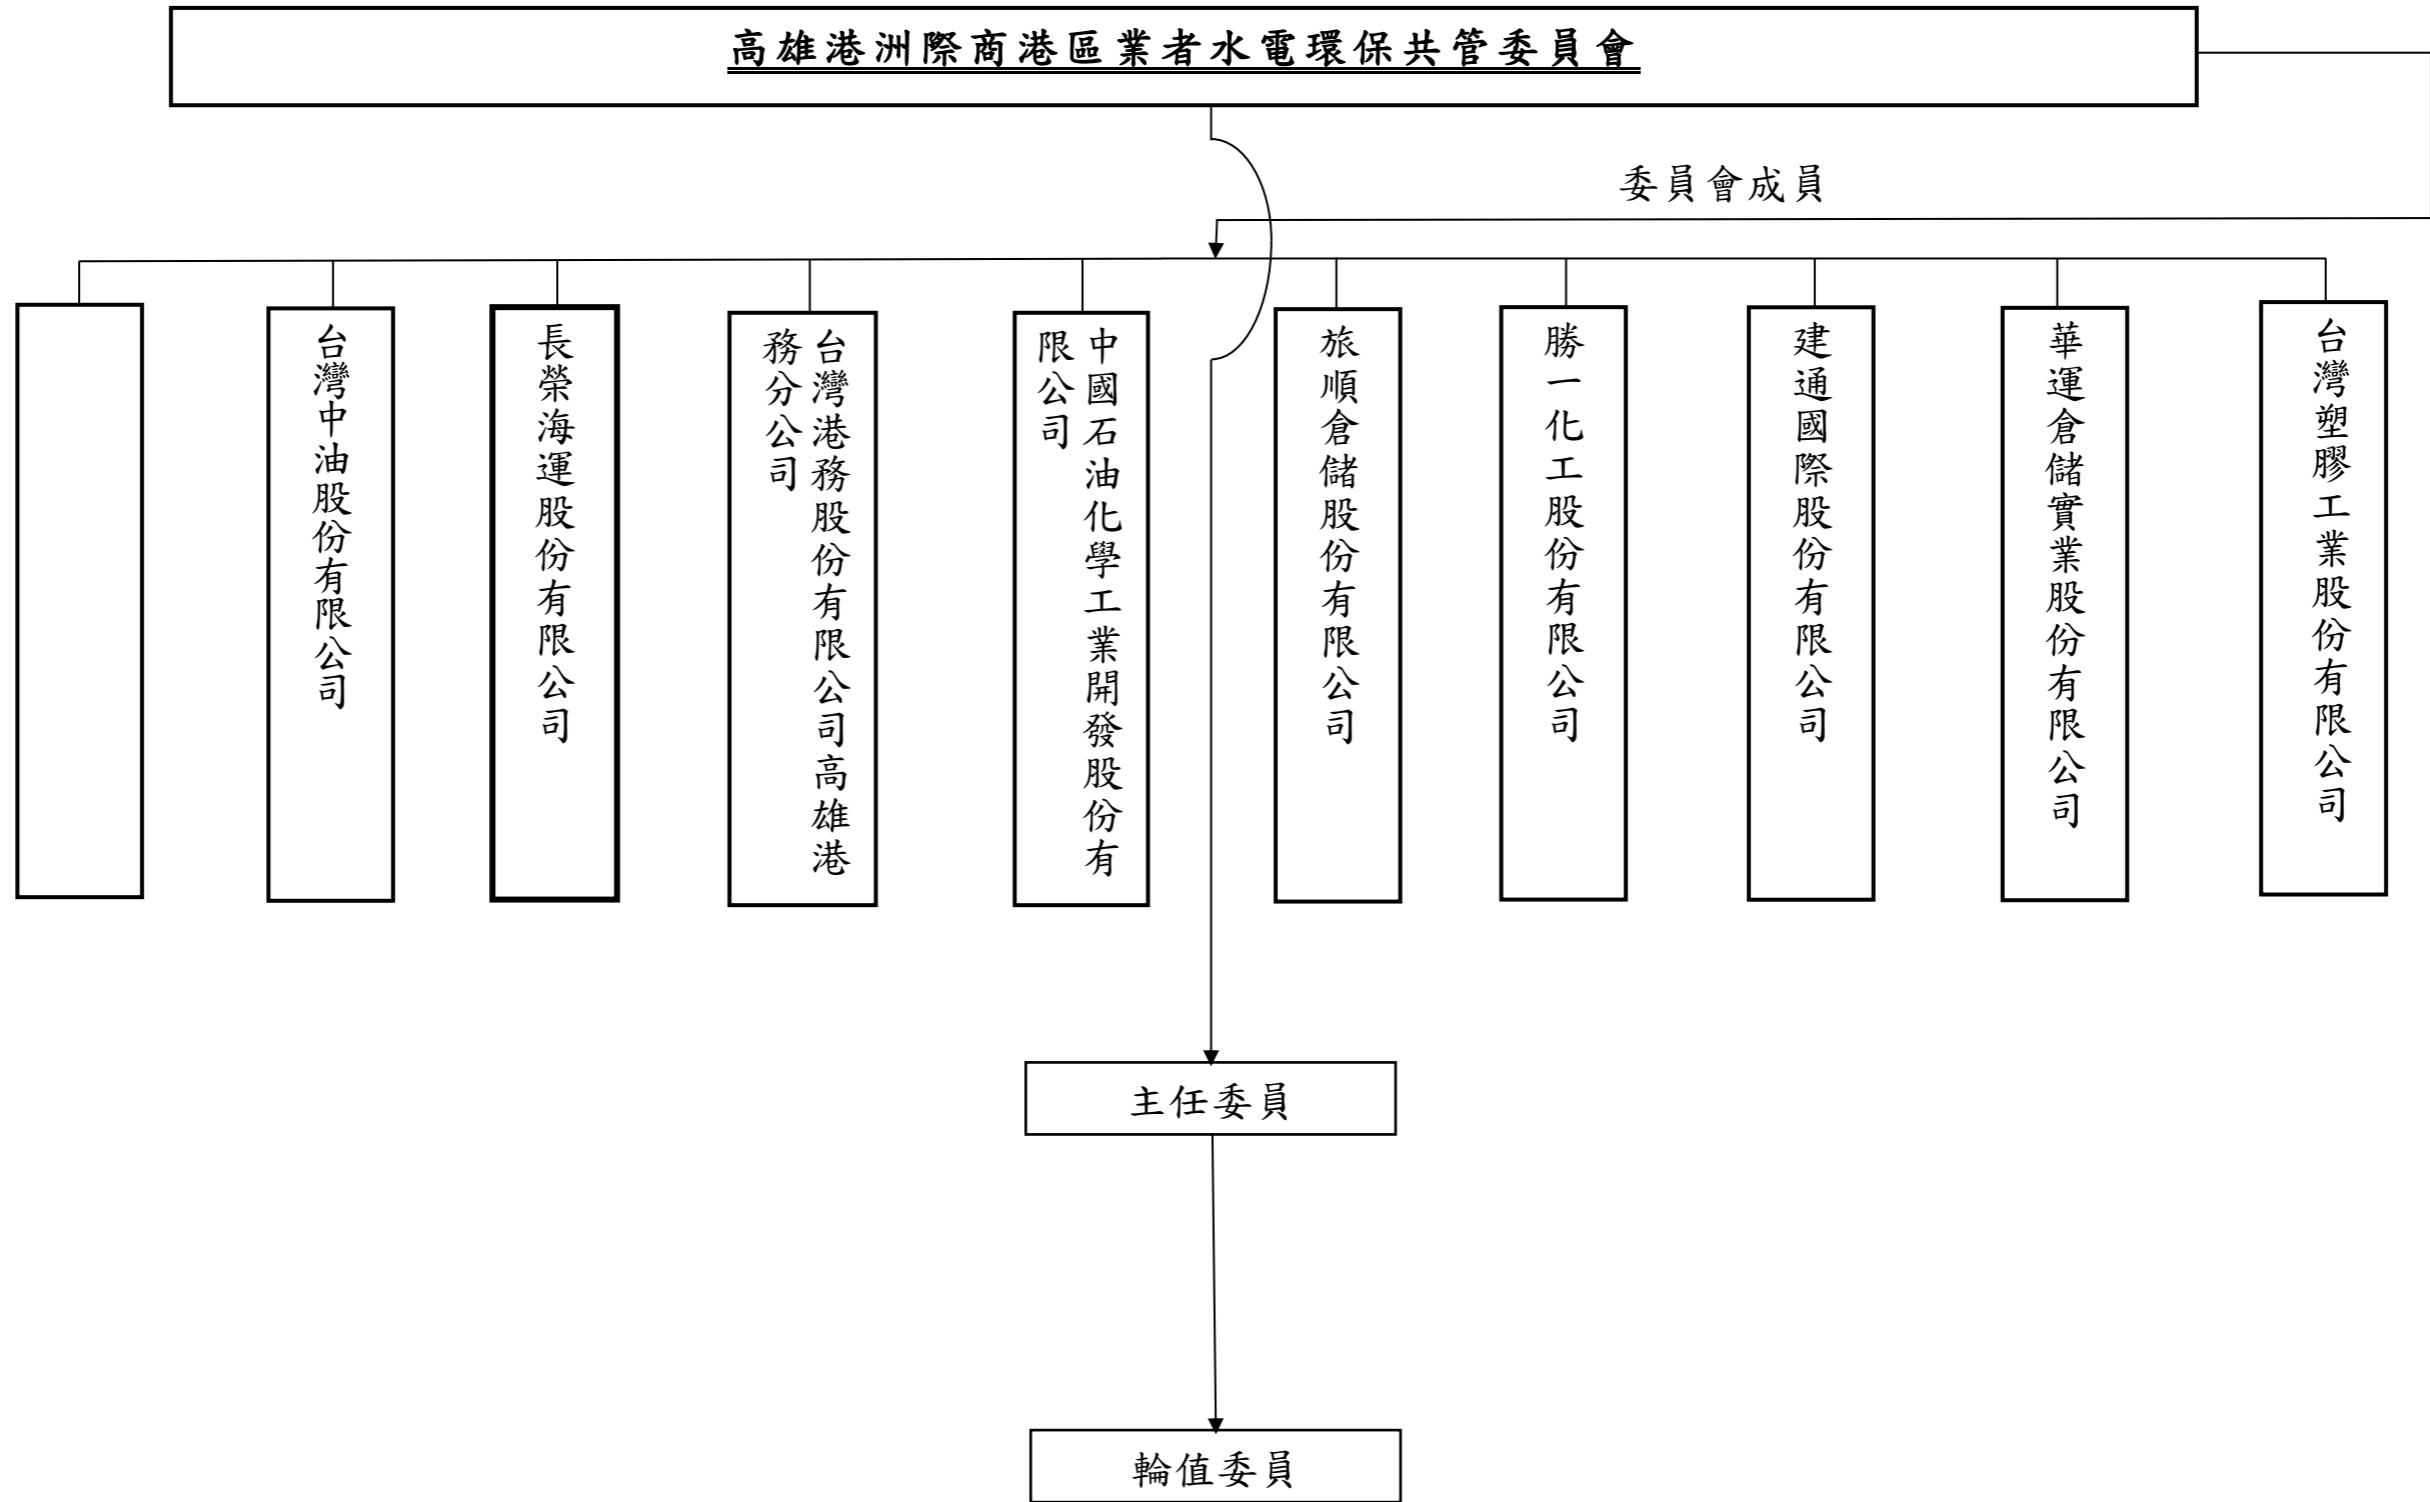 高雄港洲際商港區業者水電環保共管委員會
委員會成員
台灣中油股份有限公司
長榮海運股份有限公司
台灣港務股份有限公司高雄港
務分公司
中國石油化學工業開發股份有
限公司
旅順倉儲股份有限公司
勝一化工股份有限公司
建通國際股份有限公司
華運倉儲實業股份有限公司
台灣塑膠工業股份有限公司
主任委員
輪值委員